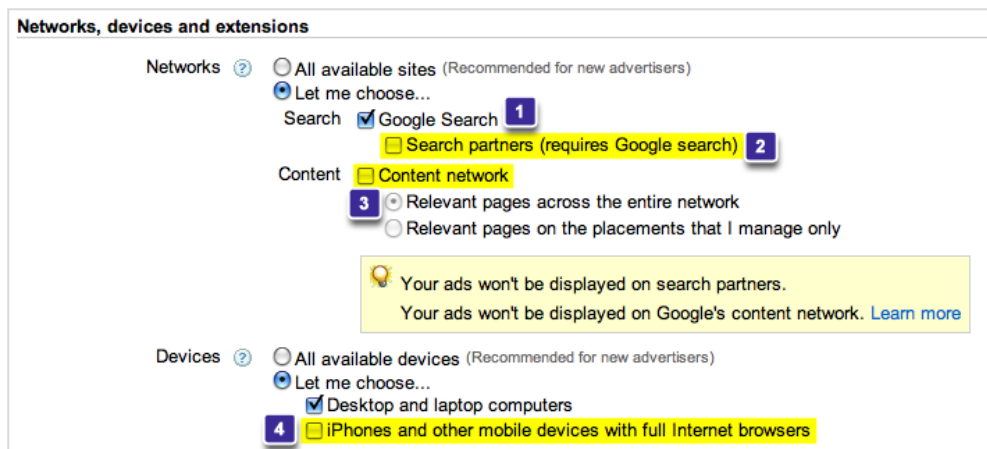 Networks, devices and extensions
Networks ? All available sites (Recommended for new advertisers)
Let me choose...
Search Google Search 1
Search partners (requires Google search) 2
Content Content network
3 Relevant pages across the entire network
Relevant pages on the placements that I manage only
Your ads won't be displayed on search partners.
Your ads won't be displayed on Google's content network. Learn more
Devices ? All available devices (Recommended for new advertisers)
Let me choose...
Desktop and laptop computers
4 iPhones and other mobile devices with full Internet browsers